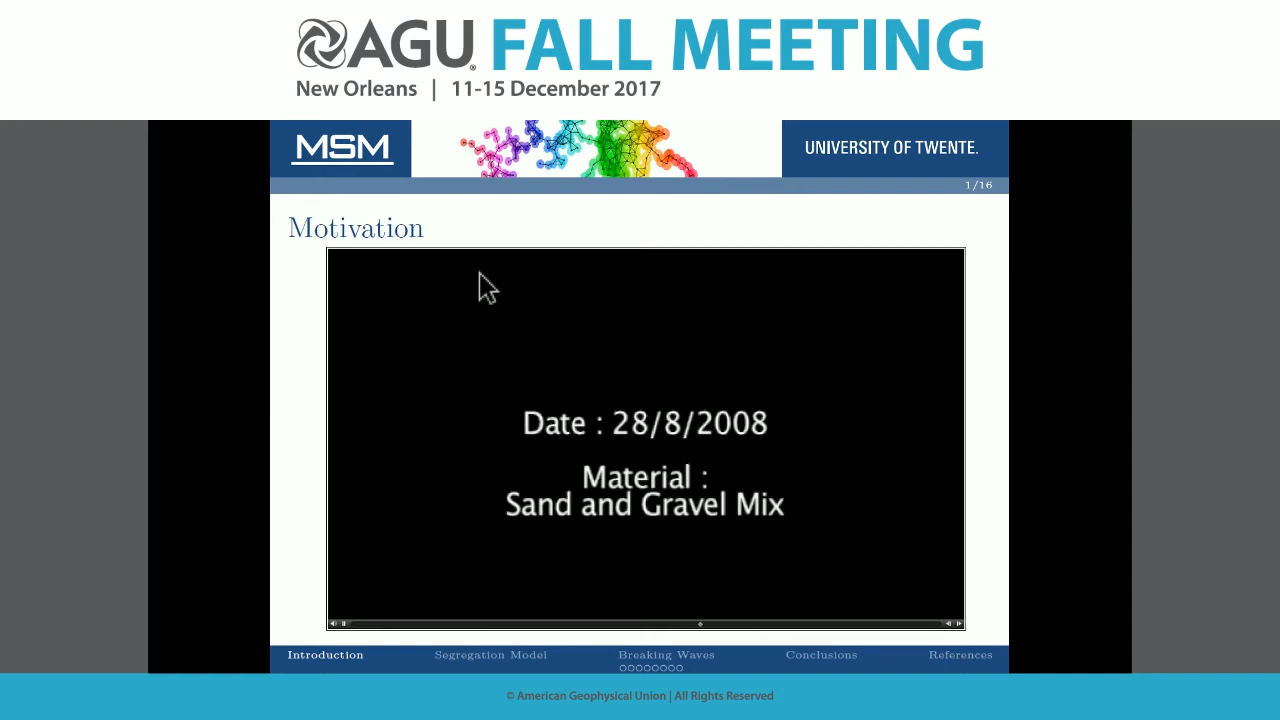 AGU FALL MEETING
New Orleans | 11-15 December 2017
MSM
UNIVERSITY OF TWENTE.
1/16
Motivation
Date : 28/8/2008
Material :
Sand and Gravel Mix
Introduction Segregation Model Breaking Waves Conclusions References
© American Geophysical Union | All Rights Reserved